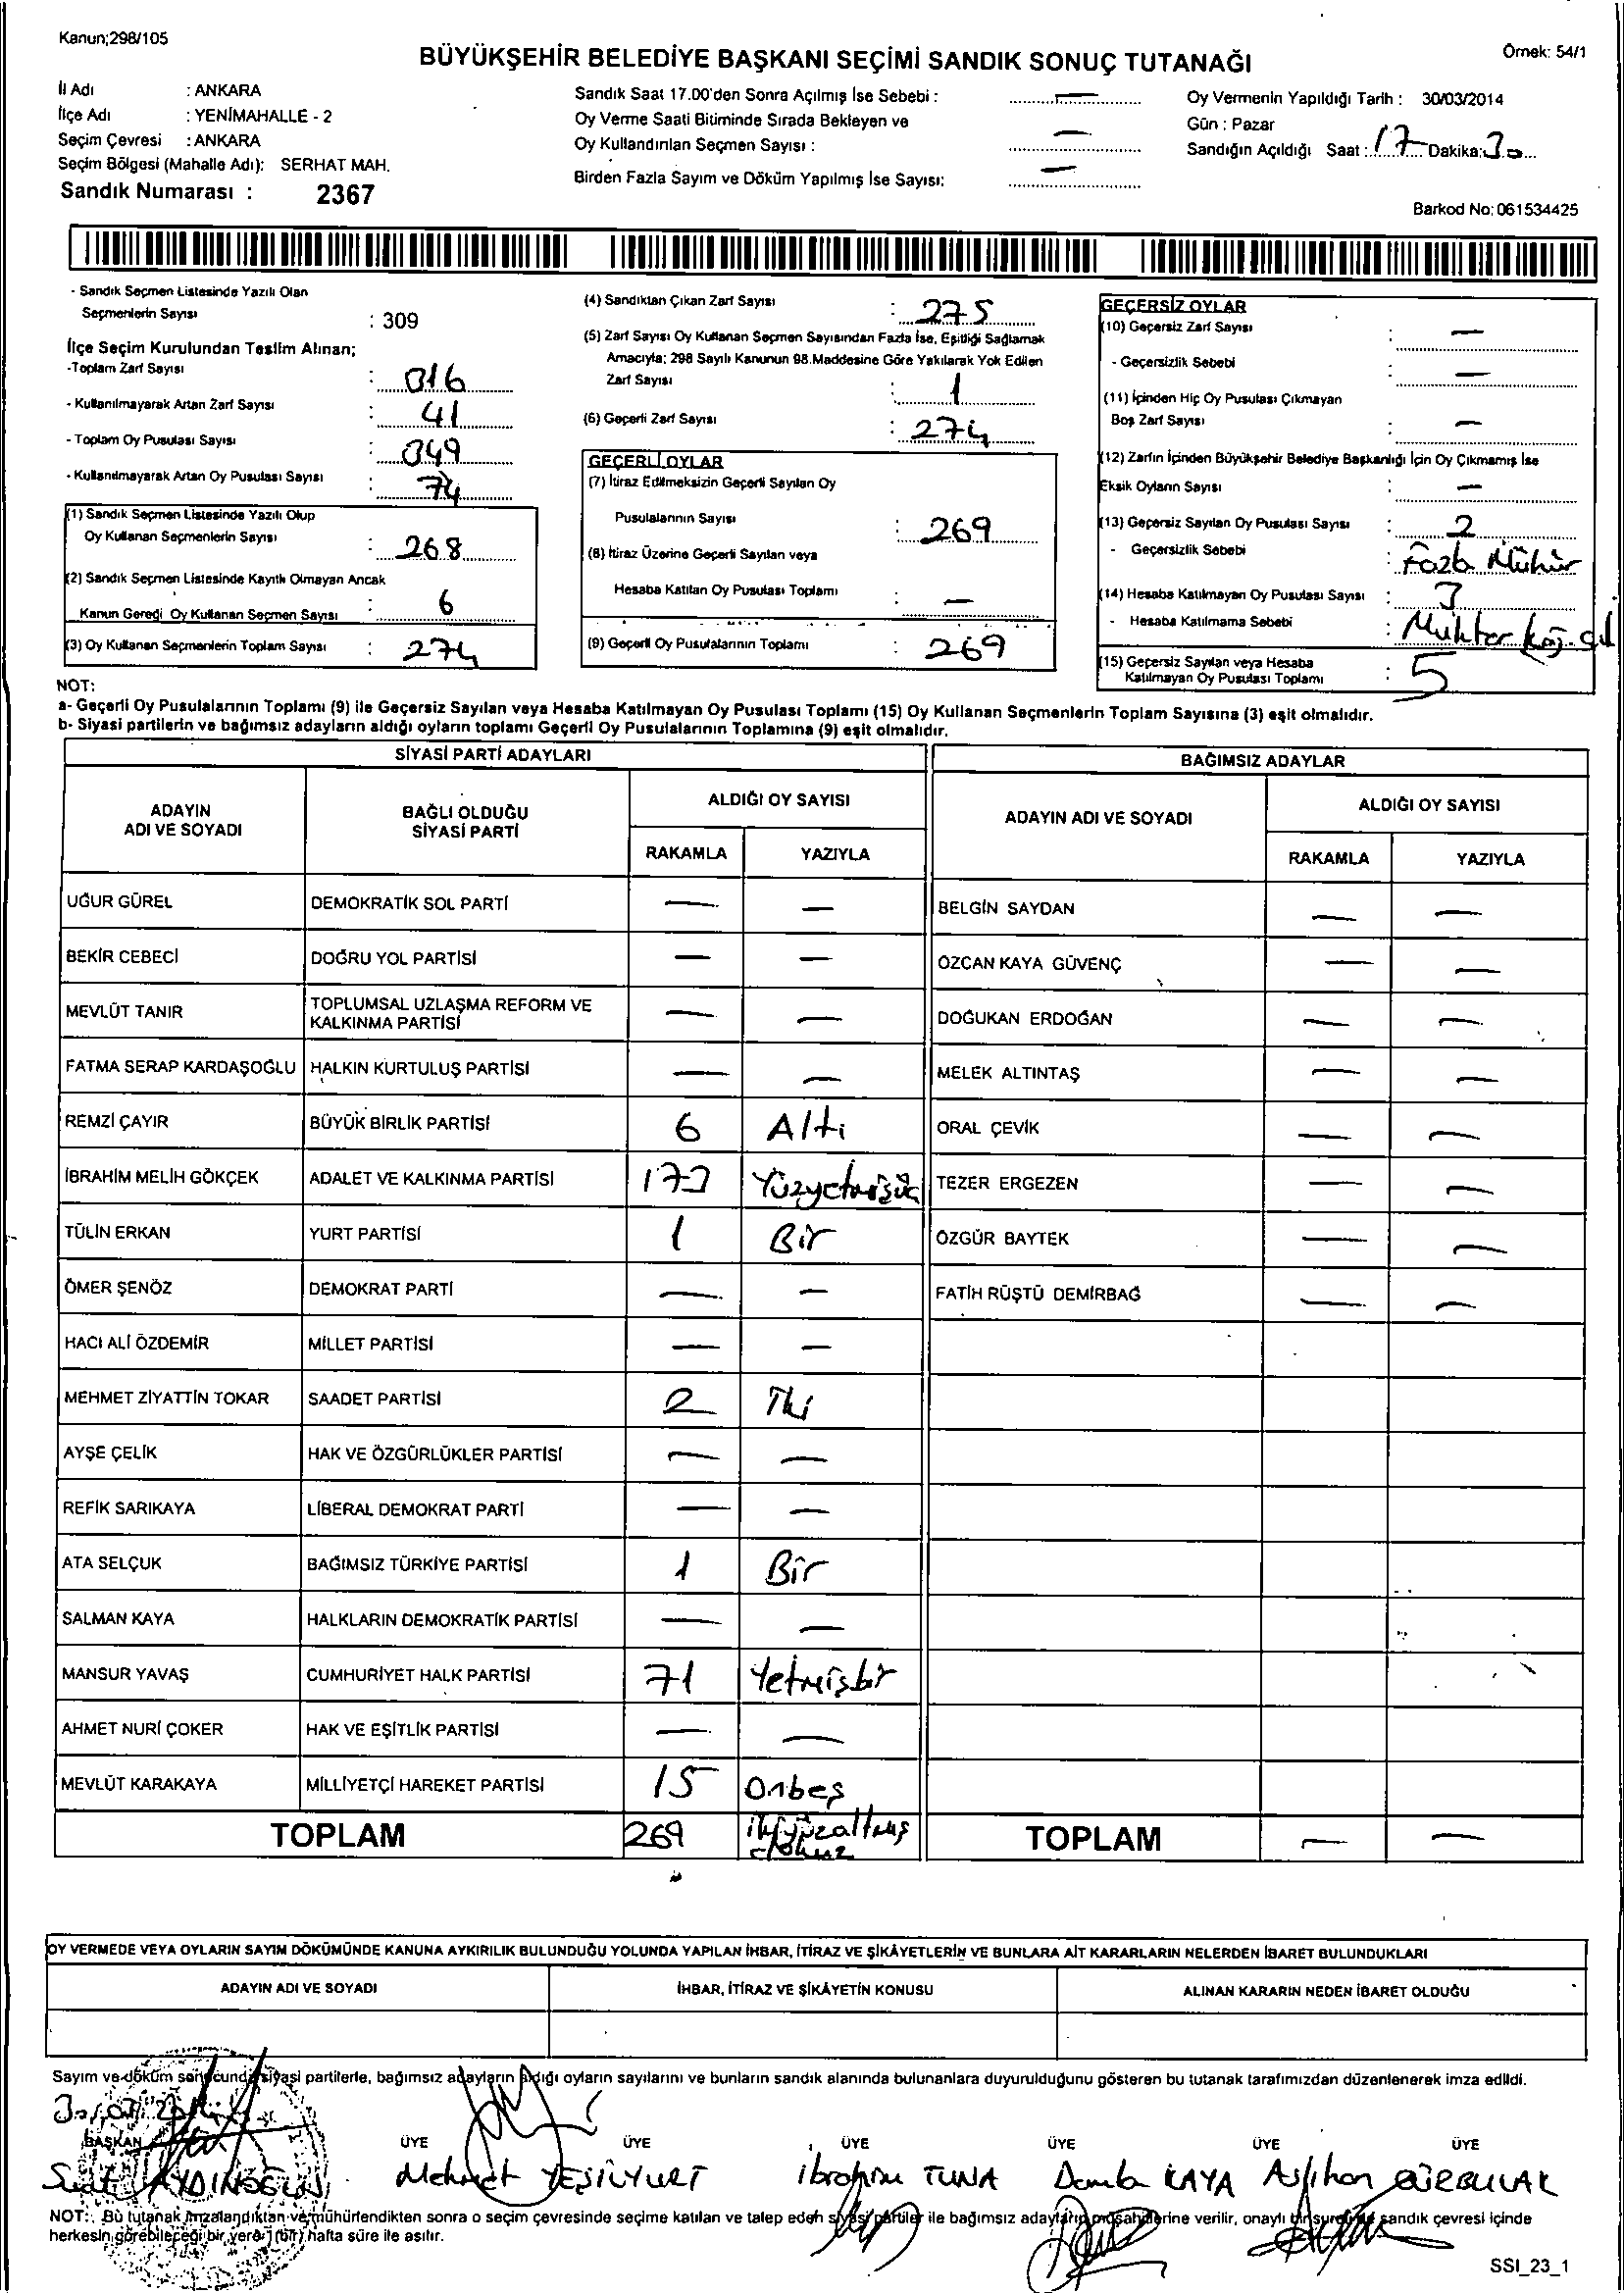 Kanun;298/105
BÜYÜKŞEHİR BELEDİYE BAŞKANI SEÇİMİ SANDIK SONUÇ TUTANAĞI
Örnek: 54/1
İl Adı : ANKARA
İlçe Adı : YENİMAHALLE - 2
Seçim Çevresi : ANKARA
Seçim Bölgesi (Mahalle Adı): SERHAT MAH.
Sandık Numarası : 2367
Sandık Saat 17.00'den Sonra Açılmış İse Sebebi : —
Oy Verme Saati Bitiminde Sırada Bekleyen ve
Oy Kullandırılan Seçmen Sayısı : —
Birden Fazla Sayım ve Döküm Yapılmış İse Sayısı: —
Oy Vermenin Yapıldığı Tarih : 30/03/2014
Gün : Pazar
Sandığın Açıldığı Saat : 17 Dakika: 30
Barkod No: 061534425
- Sandık Seçmen Listesinde Yazılı Olan
Seçmenlerin Sayısı : 309
İlçe Seçim Kurulundan Teslim Alınan;
-Toplam Zarf Sayısı : 316
- Kullanılmayarak Artan Zarf Sayısı : 41
- Toplam Oy Pusulası Sayısı : 349
- Kullanılmayarak Artan Oy Pusulası Sayısı : 74
(1) Sandık Seçmen Listesinde Yazılı Olup
Oy Kullanan Seçmenlerin Sayısı : 268
(2) Sandık Seçmen Listesinde Kayıtlı Olmayan Ancak
Kanun Gereği Oy Kullanan Seçmen Sayısı : 6
(3) Oy Kullanan Seçmenlerin Toplam Sayısı : 274
(4) Sandıktan Çıkan Zarf Sayısı : 275
(5) Zarf Sayısı Oy Kullanan Seçmen Sayısından Fazla İse, Eşitliği Sağlamak
Amacıyla; 298 Sayılı Kanunun 98.Maddesine Göre Yakılarak Yok Edilen
Zarf Sayısı : 1
(6) Geçerli Zarf Sayısı : 274
GEÇERLİ OYLAR
(7) İtiraz Edilmeksizin Geçerli Sayılan Oy
Pusulalarının Sayısı : 269
(8) İtiraz Üzerine Geçerli Sayılan veya
Hesaba Katılan Oy Pusulası Toplamı : —
(9) Geçerli Oy Pusulalarının Toplamı : 269
GEÇERSİZ OYLAR
(10) Geçersiz Zarf Sayısı : —
- Geçersizlik Sebebi : —
(11) İçinden Hiç Oy Pusulası Çıkmayan
Boş Zarf Sayısı : —
(12) Zarfın İçinden Büyükşehir Belediye Başkanlığı İçin Oy Çıkmamış İse
Eksik Oyların Sayısı : —
(13) Geçersiz Sayılan Oy Pusulası Sayısı : 2
- Geçersizlik Sebebi : Fazla Mühür
(14) Hesaba Katılmayan Oy Pusulası Sayısı : 3
- Hesaba Katılmama Sebebi : Muhtar
(15) Geçersiz Sayılan veya Hesaba
Katılmayan Oy Pusulası Toplamı : 5
NOT:
a- Geçerli Oy Pusulalarının Toplamı (9) ile Geçersiz Sayılan veya Hesaba Katılmayan Oy Pusulası Toplamı (15) Oy Kullanan Seçmenlerin Toplam Sayısına (3) eşit olmalıdır.
b- Siyasi partilerin ve bağımsız adayların aldığı oyların toplamı Geçerli Oy Pusulalarının Toplamına (9) eşit olmalıdır.
SİYASİ PARTİ ADAYLARI
ADAYIN ADI VE SOYADI BAĞLI OLDUĞU SİYASİ PARTİ ALDIĞI OY SAYISI
RAKAMLA YAZIYLA
UĞUR GÜREL DEMOKRATİK SOL PARTİ — —
BEKİR CEBECİ DOĞRU YOL PARTİSİ — —
MEVLÜT TANIR TOPLUMSAL UZLAŞMA REFORM VE KALKINMA PARTİSİ — —
FATMA SERAP KARDAŞOĞLU HALKIN KURTULUŞ PARTİSİ — —
REMZİ ÇAYIR BÜYÜK BİRLİK PARTİSİ 6 Altı
İBRAHİM MELİH GÖKÇEK ADALET VE KALKINMA PARTİSİ 173 Yüzyetmişüç
TÜLİN ERKAN YURT PARTİSİ 1 Bir
ÖMER ŞENÖZ DEMOKRAT PARTİ — —
HACI ALİ ÖZDEMİR MİLLET PARTİSİ — —
MEHMET ZİYATTİN TOKAR SAADET PARTİSİ 2 İki
AYŞE ÇELİK HAK VE ÖZGÜRLÜKLER PARTİSİ — —
REFİK SARIKAYA LİBERAL DEMOKRAT PARTİ — —
ATA SELÇUK BAĞIMSIZ TÜRKİYE PARTİSİ 1 Bir
SALMAN KAYA HALKLARIN DEMOKRATİK PARTİSİ — —
MANSUR YAVAŞ CUMHURİYET HALK PARTİSİ 71 Yetmişbir
AHMET NURİ ÇOKER HAK VE EŞİTLİK PARTİSİ — —
MEVLÜT KARAKAYA MİLLİYETÇİ HAREKET PARTİSİ 15 Onbeş
TOPLAM 269 ikiyüzaltmış dokuz
BAĞIMSIZ ADAYLAR
ADAYIN ADI VE SOYADI ALDIĞI OY SAYISI
RAKAMLA YAZIYLA
BELGİN SAYDAN — —
ÖZCAN KAYA GÜVENÇ — —
DOĞUKAN ERDOĞAN — —
MELEK ALTINTAŞ — —
ORAL ÇEVİK — —
TEZER ERGEZEN — —
ÖZGÜR BAYTEK — —
FATİH RÜŞTÜ DEMİRBAĞ — —
TOPLAM — —
OY VERMEDE VEYA OYLARIN SAYIM DÖKÜMÜNDE KANUNA AYKIRILIK BULUNDUĞU YOLUNDA YAPILAN İHBAR, İTİRAZ VE ŞİKÂYETLERİN VE BUNLARA AİT KARARLARIN NELERDEN İBARET BULUNDUKLARI
ADAYIN ADI VE SOYADI İHBAR, İTİRAZ VE ŞİKÂYETİN KONUSU ALINAN KARARIN NEDEN İBARET OLDUĞU
Sayım ve döküm sonucunda siyasi partilerle, bağımsız adayların aldığı oyların sayılarını ve bunların sandık alanında bulunanlara duyurulduğunu gösteren bu tutanak tarafımızdan düzenlenerek imza edildi.
BAŞKAN ÜYE ÜYE ÜYE ÜYE ÜYE ÜYE
Suat AYDINOĞLU Mehmet YEŞİLYURT İbrahim TUNA Damla KAYA Aslıhan GÜRBULAK
NOT: Bu tutanak imzalandıktan ve mühürlendikten sonra o seçim çevresinde seçime katılan ve talep eden siyasi partiler ile bağımsız adayların müşahitlerine verilir, onaylı bir sureti de sandık çevresi içinde
herkesin görebileceği bir yere 1 (bir) hafta süre ile asılır.
SSI_23_1